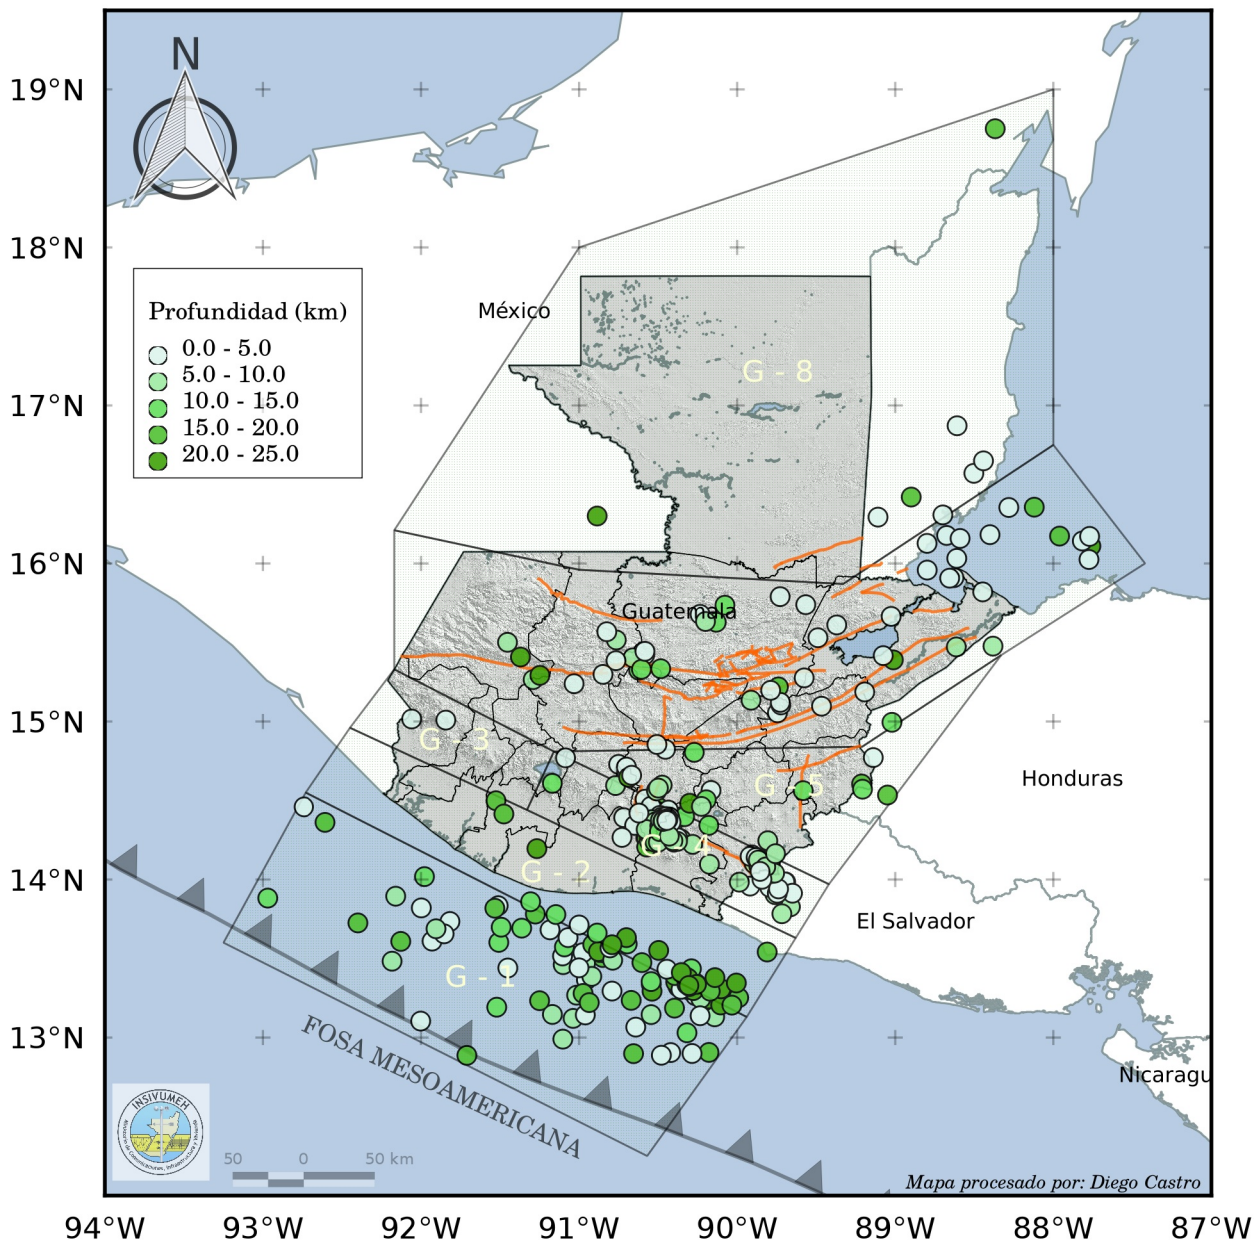 N
19°N
18°N
17°N
16°N
15°N
14°N
13°N
Profundidad (km)
0.0 - 5.0
5.0 - 10.0
10.0 - 15.0
15.0 - 20.0
20.0 - 25.0
México
G - 8
Guatemala
G - 3
G - 5
Honduras
G - 4
G - 2
El Salvador
G - 1
FOSA MESOAMERICANA
Nicaragu
INSIVUMEH
50 0 50 km
Mapa procesado por: Diego Castro
94°W 93°W 92°W 91°W 90°W 89°W 88°W 87°W